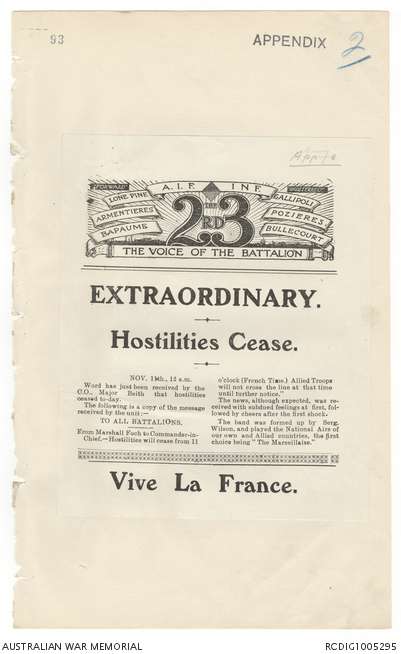 93
APPENDIX 2
App to
FORWARD
A.I.F. INF.
LONE PINE
GALLIPOLI
ARMENTIERES
POZIERES
BAPAUME
BULLECOURT
THE
23RD
THE VOICE OF THE BATTALION
EXTRAORDINARY.
Hostilities Cease.
Word has just been received by the
C.O., Major Beith that hostilities
ceased to-day.
The following is a copy of the message
received by the unit:—
TO ALL BATTALIONS.
From Marshall Foch to Commander-in-
Chief.—Hostilities will cease from 11
o'clock (French Time.) Allied Troops
will not cross the line at that time
until further notice."
The news, although expected, was re-
ceived with subdued feelings at first, fol-
lowed by cheers after the first shock.
The band was formed up by Serg.
Wilson, and played the National Airs of
our own and Allied countries, the first
choice being "The Marseillaise."
Vive La France.
AUSTRALIAN WAR MEMORIAL
RCDIG1005295